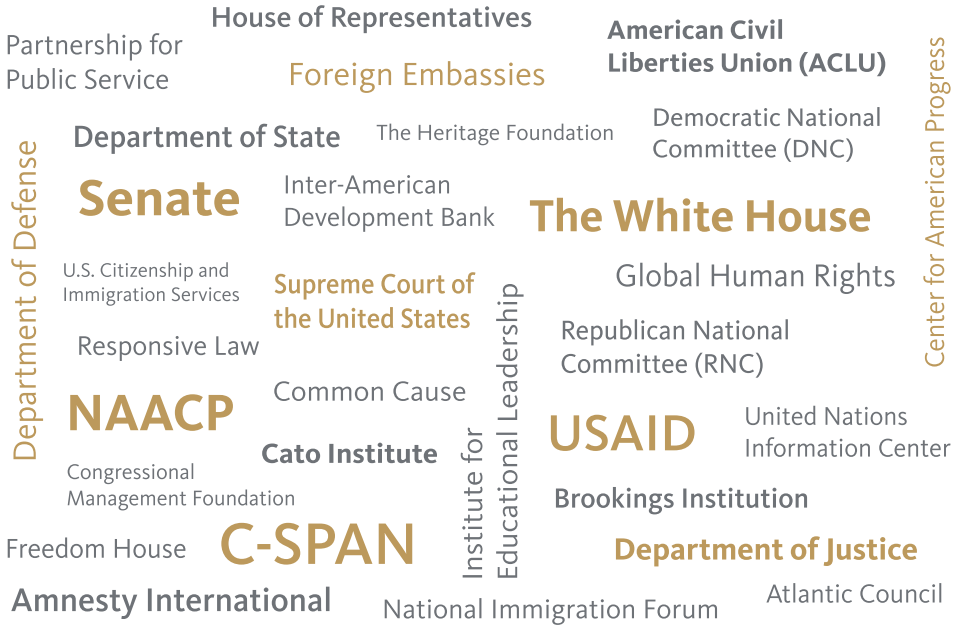 House of Representatives
American Civil
Liberties Union (ACLU)
Partnership for
Public Service
Foreign Embassies
Center for American Progress
Department of State
The Heritage Foundation
Democratic National
Committee (DNC)
Department of Defense
Senate
Inter-American
Development Bank
The White House
U.S. Citizenship and
Immigration Services
Supreme Court of
the United States
Global Human Rights
Responsive Law
Republican National
Committee (RNC)
Common Cause
NAACP
Institute for
Educational Leadership
USAID
United Nations
Information Center
Cato Institute
Congressional
Management Foundation
Brookings Institution
Freedom House
C-SPAN
Department of Justice
Amnesty International
National Immigration Forum
Atlantic Council